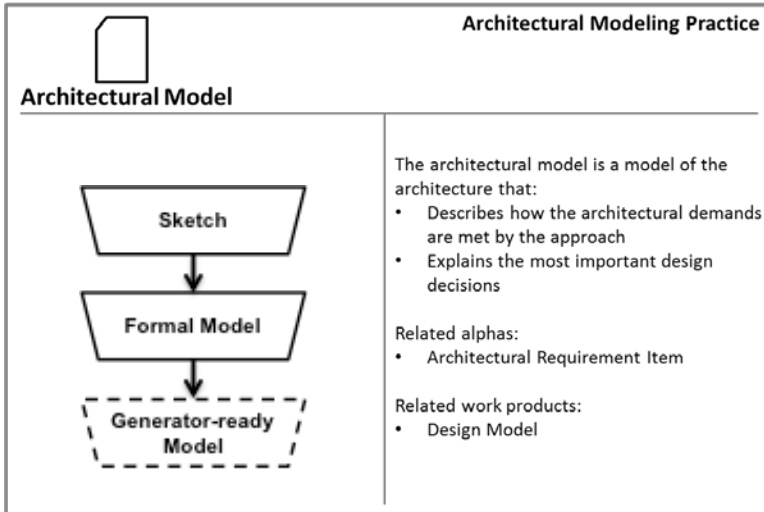 Architectural Modeling Practice
Architectural Model
Sketch
Formal Model
Generator-ready
Model
The architectural model is a model of the
architecture that:
• Describes how the architectural demands
are met by the approach
• Explains the most important design
decisions
Related alphas:
• Architectural Requirement Item
Related work products:
• Design Model